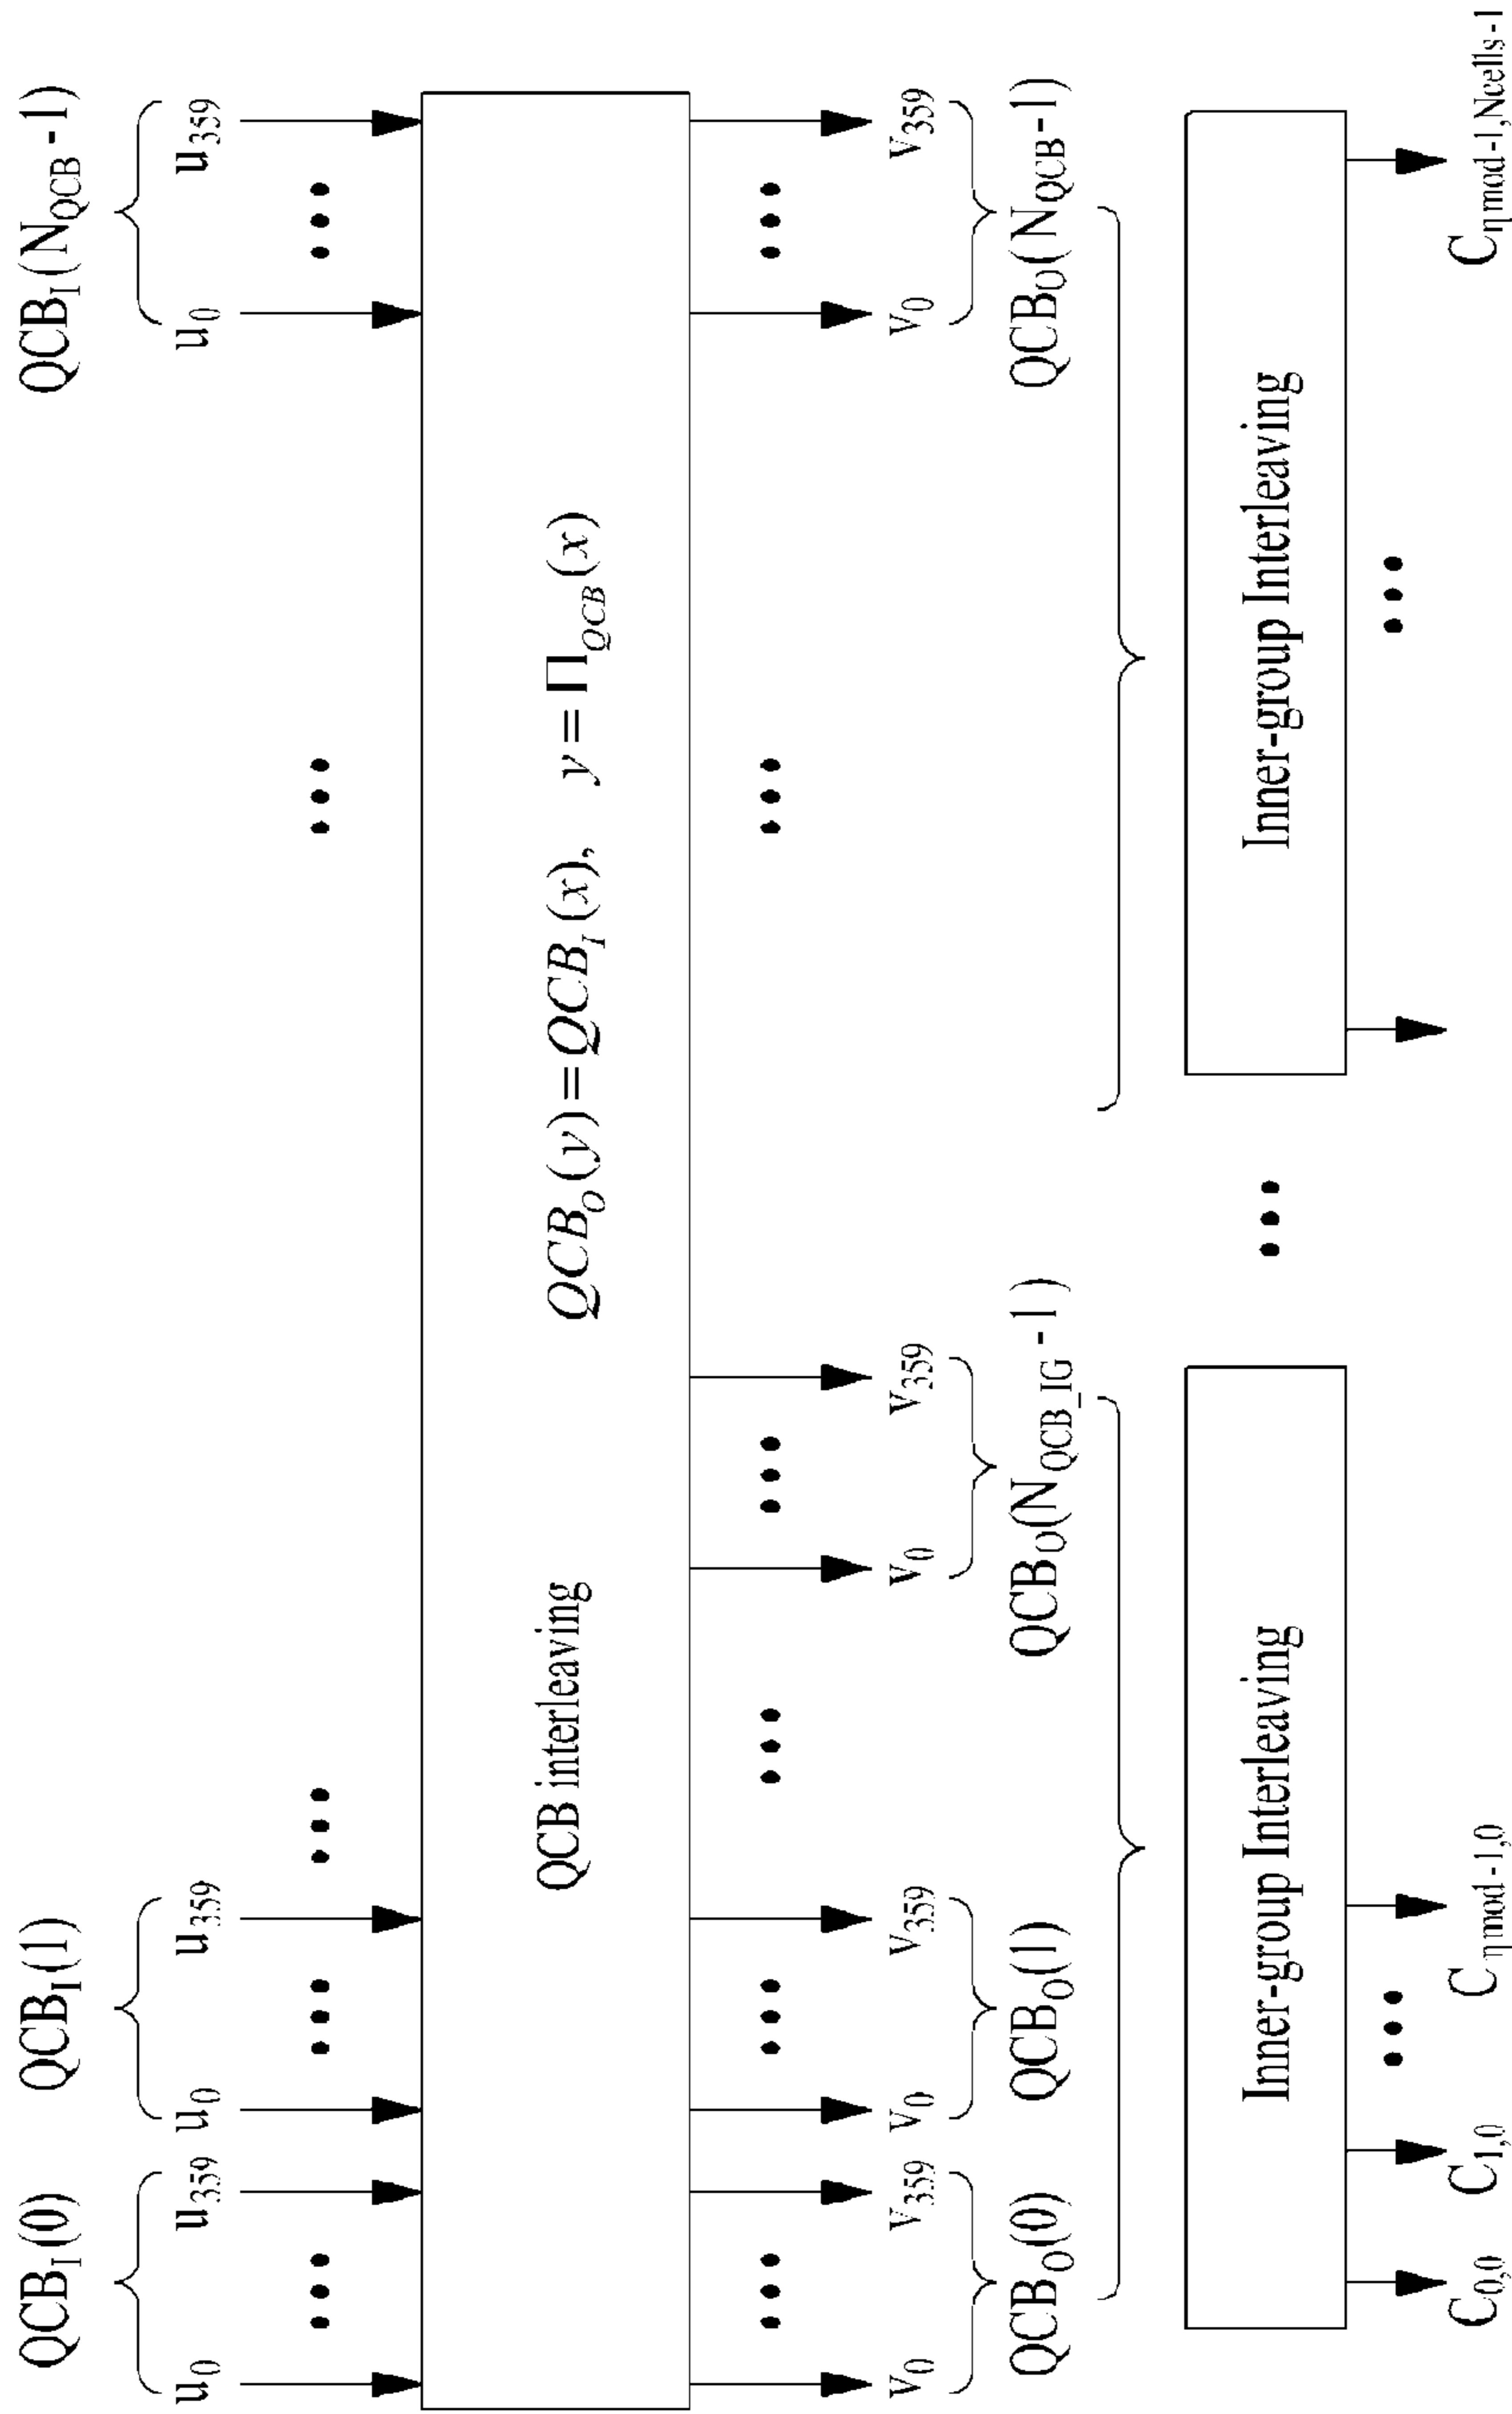 QCB_I(0) QCB_I(1) QCB_I(N_QCB-1)
u_0 ••• u_359 u_0 ••• u_359 ••• ••• u_0 ••• u_359
QCB interleaving QCB_O(y)=QCB_I(x), y=Π_QCB(x)
v_0 ••• v_359 v_0 ••• v_359 ••• v_0 ••• v_359 ••• v_0 ••• v_359
QCB_O(0) QCB_O(1) QCB_O(N_QCB_IG-1) QCB_O(N_QCB-1)
Inner-group Interleaving ••• Inner-group Interleaving
C_0,0 C_1,0 ••• C_ηmod-1,0 ••• C_ηmod-1,Ncells-1